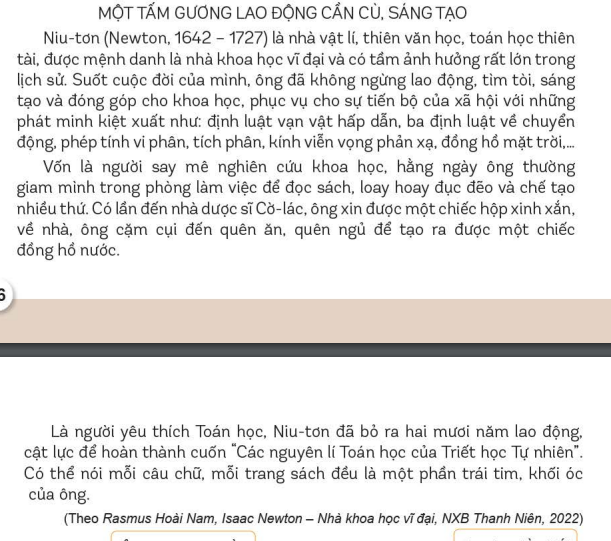 MỘT TẤM GƯƠNG LAO ĐỘNG CẦN CÙ, SÁNG TẠO
Niu-tơn (Newton, 1642 – 1727) là nhà vật lí, thiên văn học, toán học thiên
tài, được mệnh danh là nhà khoa học vĩ đại và có tầm ảnh hưởng rất lớn trong
lịch sử. Suốt cuộc đời của mình, ông đã không ngừng lao động, tìm tòi, sáng
tạo và đóng góp cho khoa học, phục vụ cho sự tiến bộ của xã hội với những
phát minh kiệt xuất như: định luật vạn vật hấp dẫn, ba định luật về chuyển
động, phép tính vi phân, tích phân, kính viễn vọng phản xạ, đồng hồ mặt trời,...
Vốn là người say mê nghiên cứu khoa học, hằng ngày ông thường
giam mình trong phòng làm việc để đọc sách, loay hoay đục đẽo và chế tạo
nhiều thứ. Có lần đến nhà dược sĩ Cờ-lác, ông xin được một chiếc hộp xinh xắn,
về nhà, ông cặm cụi đến quên ăn, quên ngủ để tạo ra được một chiếc
đồng hồ nước.
6
Là người yêu thích Toán học, Niu-tơn đã bỏ ra hai mươi năm lao động,
cật lực để hoàn thành cuốn "Các nguyên lí Toán học của Triết học Tự nhiên".
Có thể nói mỗi câu chữ, mỗi trang sách đều là một phần trái tim, khối óc
của ông.
(Theo Rasmus Hoài Nam, Isaac Newton – Nhà khoa học vĩ đại, NXB Thanh Niên, 2022)